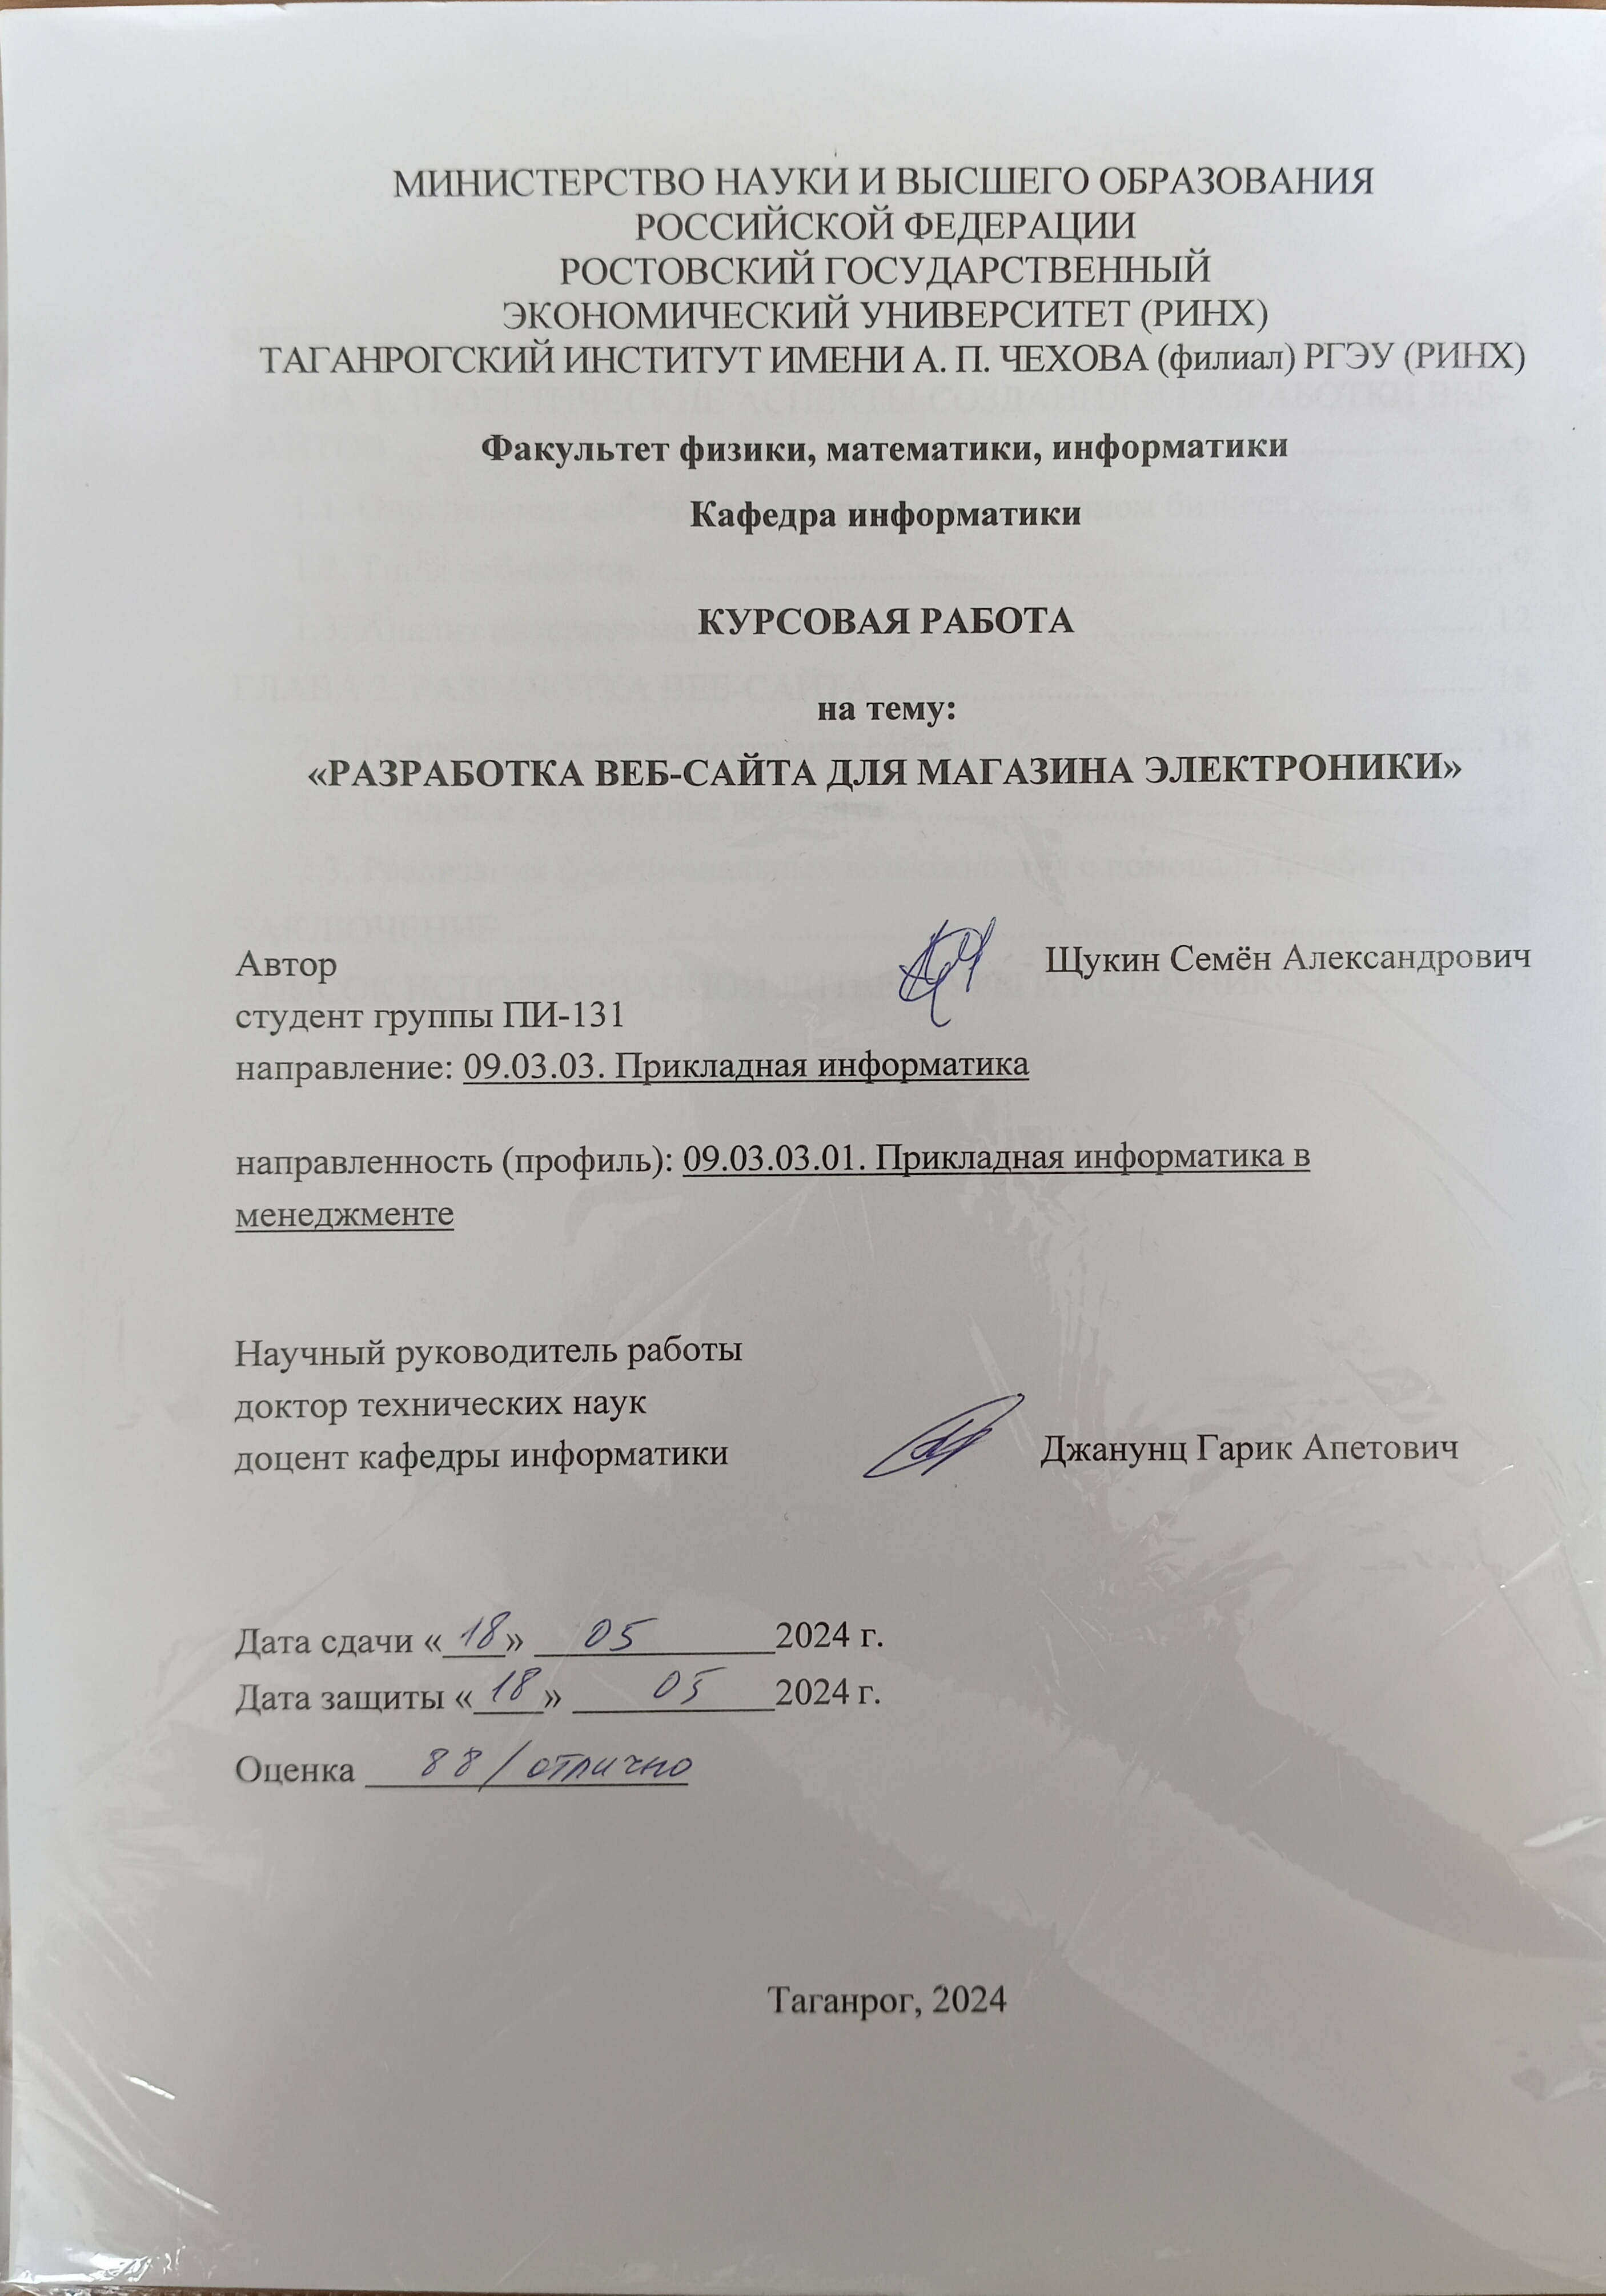 МИНИСТЕРСТВО НАУКИ И ВЫСШЕГО ОБРАЗОВАНИЯ
РОССИЙСКОЙ ФЕДЕРАЦИИ
РОСТОВСКИЙ ГОСУДАРСТВЕННЫЙ
ЭКОНОМИЧЕСКИЙ УНИВЕРСИТЕТ (РИНХ)
ТАГАНРОГСКИЙ ИНСТИТУТ ИМЕНИ А. П. ЧЕХОВА (филиал) РГЭУ (РИНХ)
Факультет физики, математики, информатики
Кафедра информатики
КУРСОВАЯ РАБОТА
на тему:
«РАЗРАБОТКА ВЕБ-САЙТА ДЛЯ МАГАЗИНА ЭЛЕКТРОНИКИ»
Автор Щукин Семён Александрович
студент группы ПИ-131
направление: 09.03.03. Прикладная информатика
направленность (профиль): 09.03.03.01. Прикладная информатика в
менеджменте
Научный руководитель работы
доктор технических наук
доцент кафедры информатики Джанунц Гарик Апетович
Дата сдачи «18» 05 2024 г.
Дата защиты «18» 05 2024 г.
Оценка 88/отлично
Таганрог, 2024